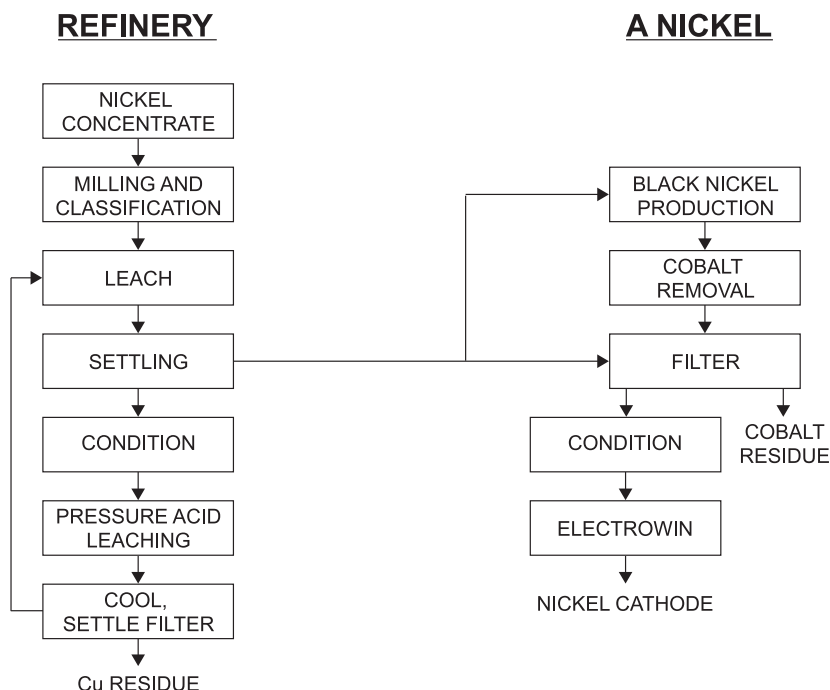 REFINERY
NICKEL
CONCENTRATE
MILLING AND
CLASSIFICATION
LEACH
SETTLING
CONDITION
PRESSURE ACID
LEACHING
COOL,
SETTLE FILTER
Cu RESIDUE
A NICKEL
BLACK NICKEL
PRODUCTION
COBALT
REMOVAL
FILTER
CONDITION
COBALT
RESIDUE
ELECTROWIN
NICKEL CATHODE